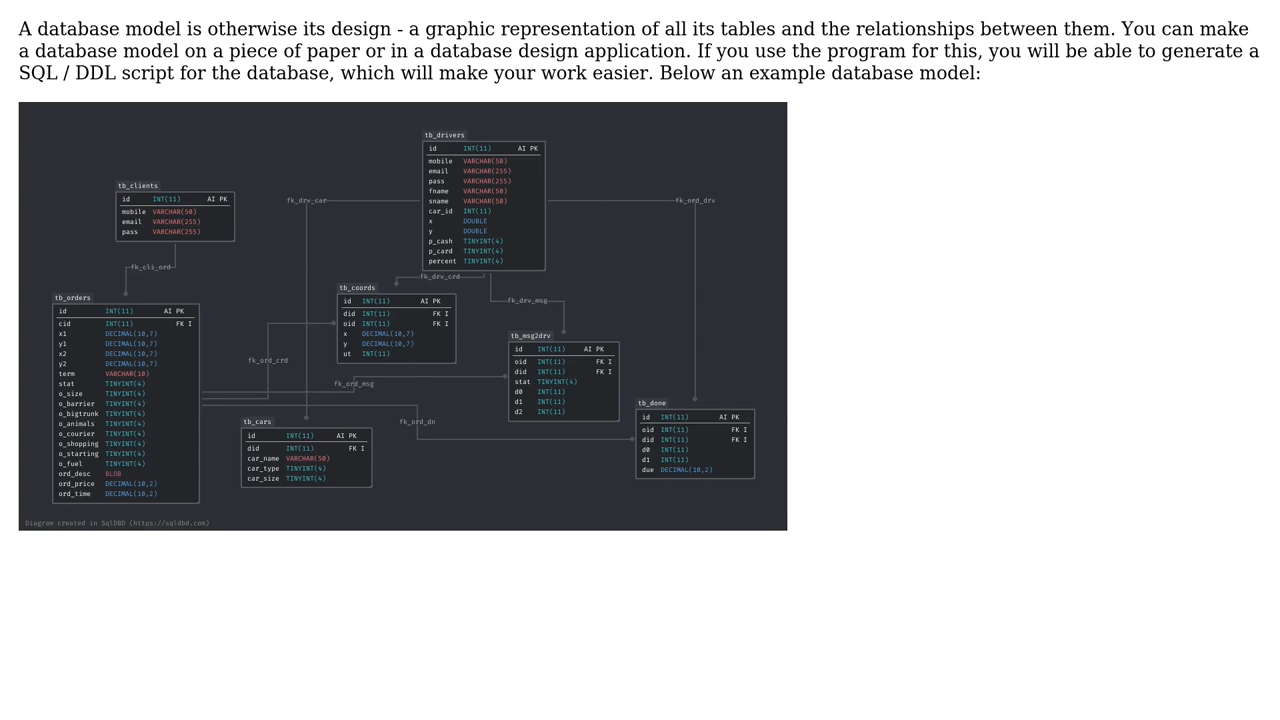 A database model is otherwise its design - a graphic representation of all its tables and the relationships between them. You can make
a database model on a piece of paper or in a database design application. If you use the program for this, you will be able to generate a
SQL / DDL script for the database, which will make your work easier. Below an example database model:
tb_drivers
id INT(11) AI PK
mobile VARCHAR(50)
email VARCHAR(255)
pass VARCHAR(255)
fname VARCHAR(50)
sname VARCHAR(50)
car_id INT(11)
x DOUBLE
y DOUBLE
p_cash TINYINT(4)
p_card TINYINT(4)
percent TINYINT(4)
tb_clients
id INT(11) AI PK
mobile VARCHAR(50)
email VARCHAR(255)
pass VARCHAR(255)
fk_drv_car
fk_ord_drv
fk_cli_ord
fk_drv_crd
fk_drv_msg
tb_orders
id INT(11) AI PK
cid INT(11) FK I
x1 DECIMAL(10,7)
y1 DECIMAL(10,7)
x2 DECIMAL(10,7)
y2 DECIMAL(10,7)
term VARCHAR(10)
stat TINYINT(4)
o_size TINYINT(4)
o_barrier TINYINT(4)
o_bigtrunk TINYINT(4)
o_animals TINYINT(4)
o_courier TINYINT(4)
o_shopping TINYINT(4)
o_starting TINYINT(4)
o_fuel TINYINT(4)
ord_desc BLOB
ord_price DECIMAL(10,2)
ord_time DECIMAL(10,2)
tb_coords
id INT(11) AI PK
did INT(11) FK I
oid INT(11) FK I
x DECIMAL(10,7)
y DECIMAL(10,7)
ut INT(11)
tb_msg2drv
id INT(11) AI PK
oid INT(11) FK I
did INT(11) FK I
stat TINYINT(4)
d0 INT(11)
d1 INT(11)
d2 INT(11)
fk_ord_crd
fk_ord_msg
fk_ord_dn
tb_cars
id INT(11) AI PK
did INT(11) FK I
car_name VARCHAR(50)
car_type TINYINT(4)
car_size TINYINT(4)
tb_done
id INT(11) AI PK
oid INT(11) FK I
did INT(11) FK I
d0 INT(11)
d1 INT(11)
due DECIMAL(10,2)
Diagram created in SqlDBD (https://sqldbd.com)